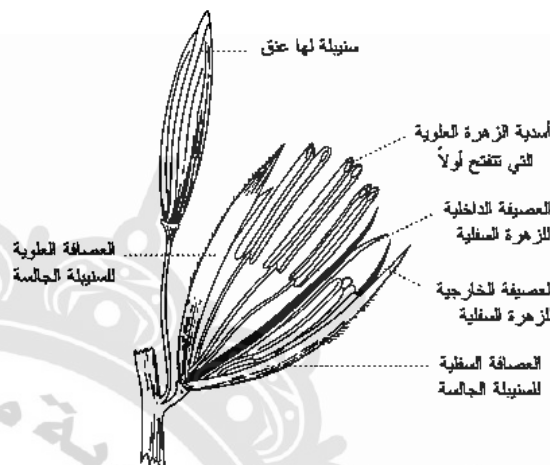 سنيبلة لها عنق
أسدية الزهرة العلوية
التي تتفتح أولاً
العصيفة الداخلية
للزهرة السفلية
العصافة العلوية
للسنيبلة الجالسة
العصيفة الخارجية
للزهرة السفلية
العصافة السفلية
للسنيبلة الجالسة